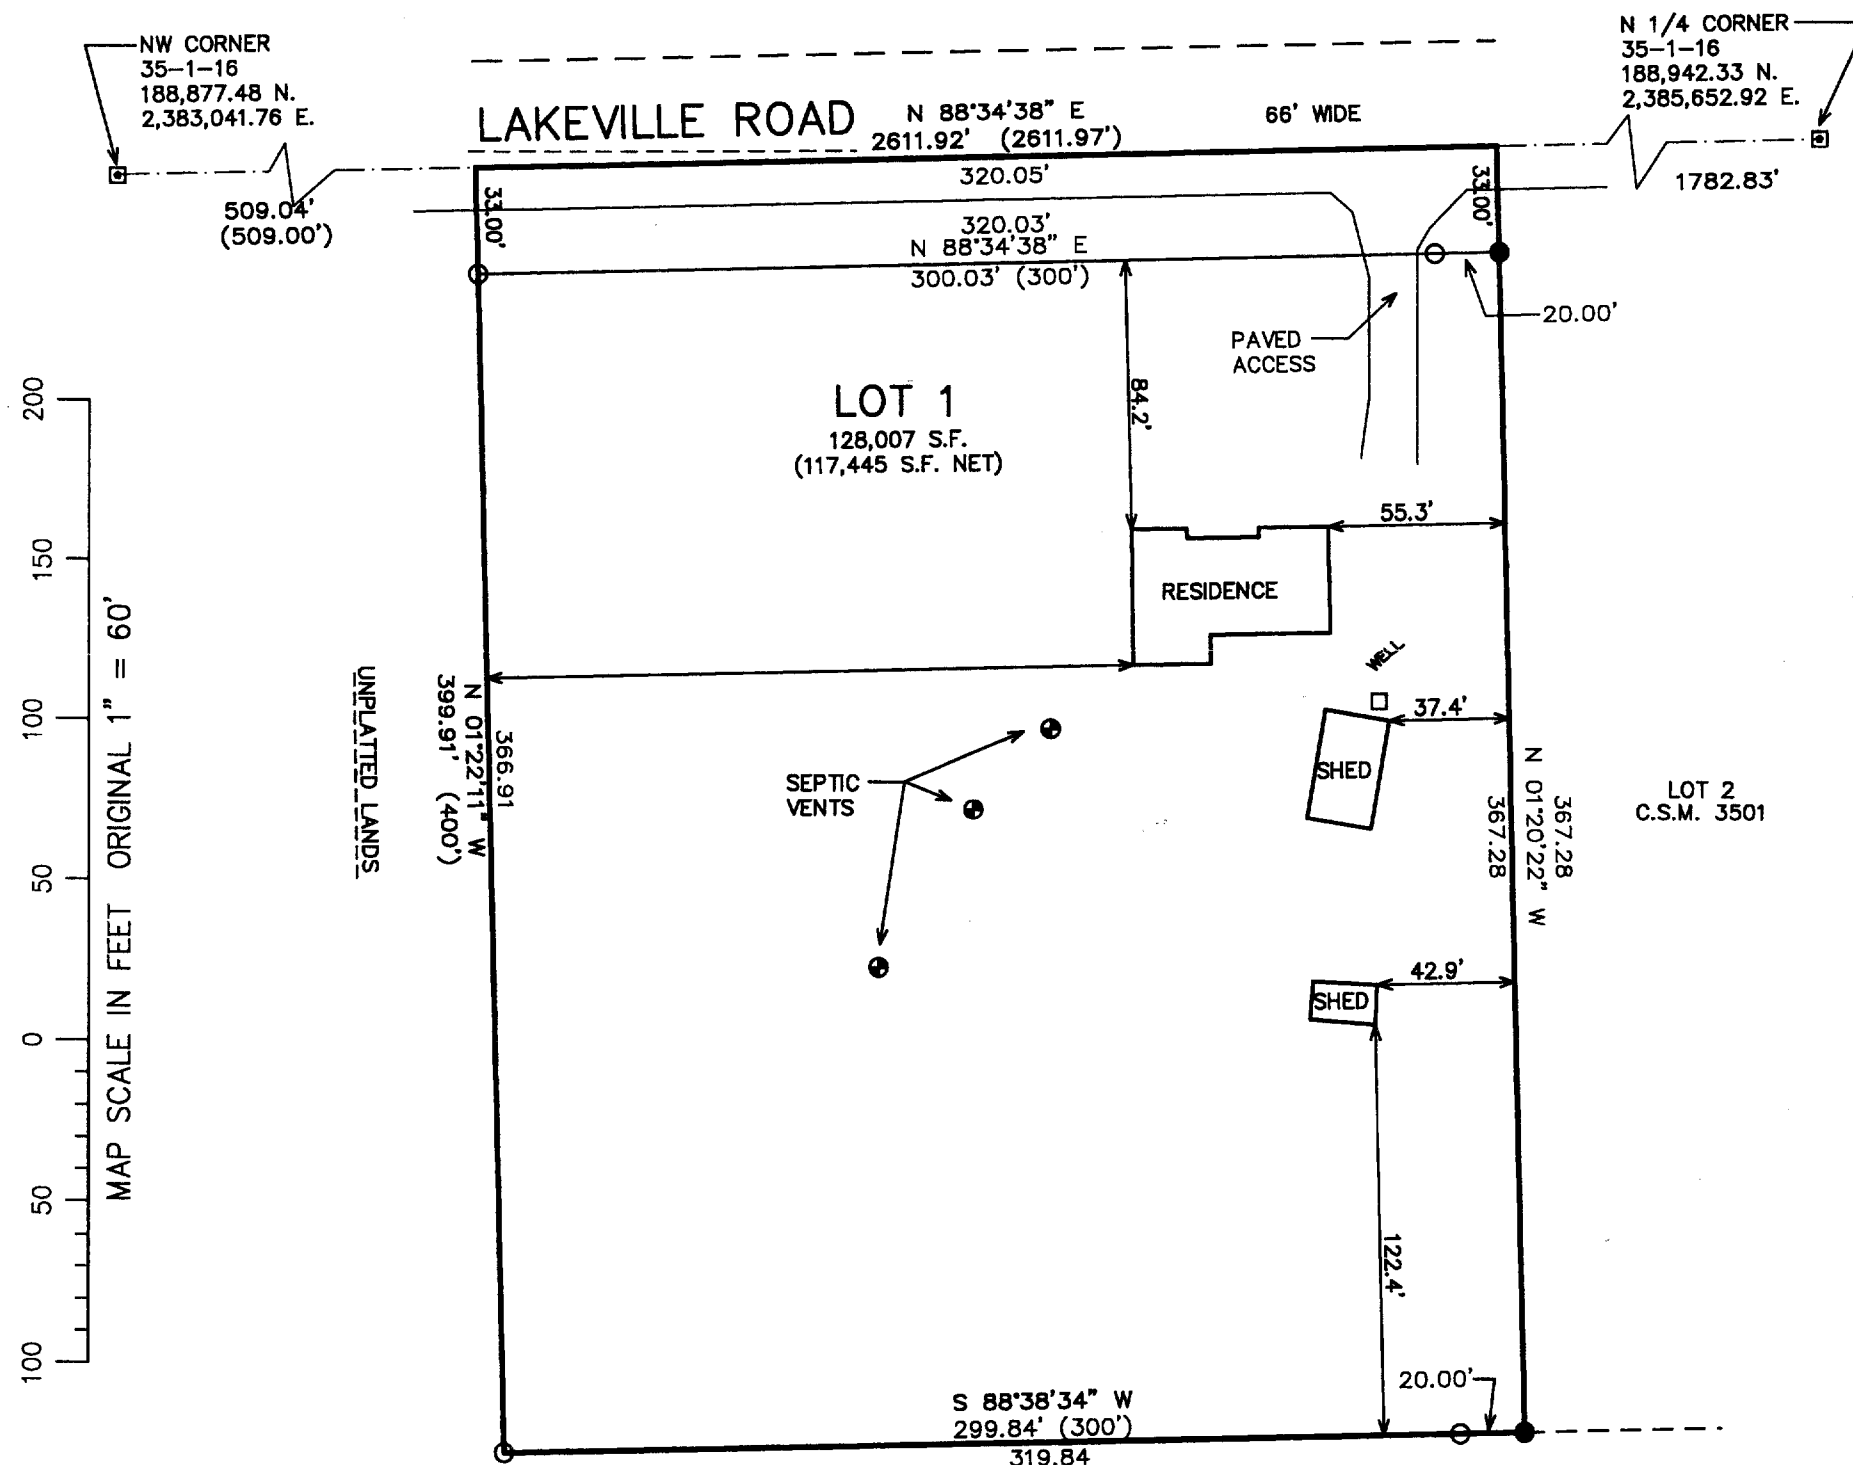 NW CORNER
35-1-16
188,877.48 N.
2,383,041.76 E.
N 1/4 CORNER
35-1-16
188,942.33 N.
2,385,652.92 E.
LAKEVILLE ROAD
N 88°34'38" E
2611.92' (2611.97')
66' WIDE
509.04'
(509.00')
33.00'
320.05'
33.00'
1782.83'
320.03'
N 88°34'38" E
300.03' (300')
20.00'
PAVED
ACCESS
LOT 1
128,007 S.F.
(117,445 S.F. NET)
84.2'
55.3'
RESIDENCE
WELL
37.4'
SHED
SEPTIC
VENTS
UNPLATTED LANDS
366.91
N 01°22'11" W
399.91' (400')
367.28
N 01°20'22" W
367.28
LOT 2
C.S.M. 3501
42.9'
SHED
122.4'
20.00'
S 88°38'34" W
299.84' (300')
319.84
200
150
100
50
0
50
100
MAP SCALE IN FEET ORIGINAL 1" = 60'